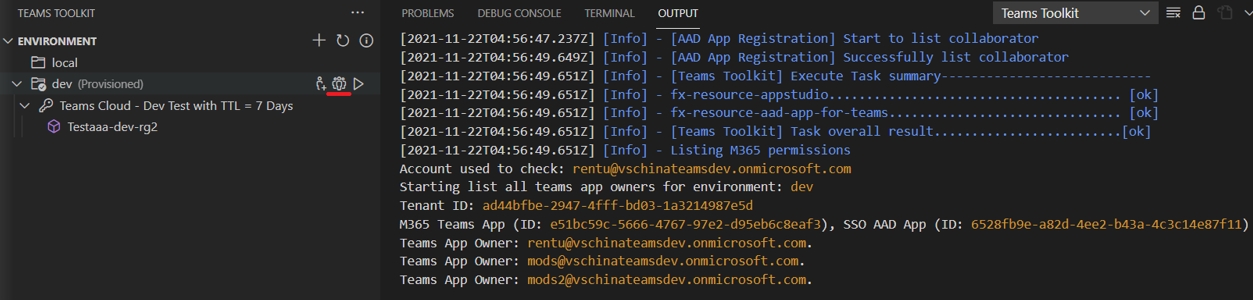 TEAMS TOOLKIT
ENVIRONMENT
local
dev (Provisioned)
Teams Cloud - Dev Test with TTL = 7 Days
Testaaa-dev-rg2
PROBLEMS DEBUG CONSOLE TERMINAL OUTPUT Teams Toolkit
[2021-11-22T04:56:47.237Z] [Info] - [AAD App Registration] Start to list collaborator
[2021-11-22T04:56:49.649Z] [Info] - [AAD App Registration] Successfully list collaborator
[2021-11-22T04:56:49.651Z] [Info] - [Teams Toolkit] Execute Task summary----------------------------
[2021-11-22T04:56:49.651Z] [Info] - fx-resource-appstudio...................................... [ok]
[2021-11-22T04:56:49.651Z] [Info] - fx-resource-aad-app-for-teams.............................. [ok]
[2021-11-22T04:56:49.651Z] [Info] - [Teams Toolkit] Task overall result........................[ok]
[2021-11-22T04:56:49.651Z] [Info] - Listing M365 permissions
Account used to check: rentu@vschinateamsdev.onmicrosoft.com
Starting list all teams app owners for environment: dev
Tenant ID: ad44bfbe-2947-4fff-bd03-1a3214987e5d
M365 Teams App (ID: e51bc59c-5666-4767-97e2-d95eb6c8eaf3), SSO AAD App (ID: 6528fb9e-a82d-4ee2-b43a-4c3c14e87f11)
Teams App Owner: rentu@vschinateamsdev.onmicrosoft.com.
Teams App Owner: mods@vschinateamsdev.onmicrosoft.com.
Teams App Owner: mods2@vschinateamsdev.onmicrosoft.com.